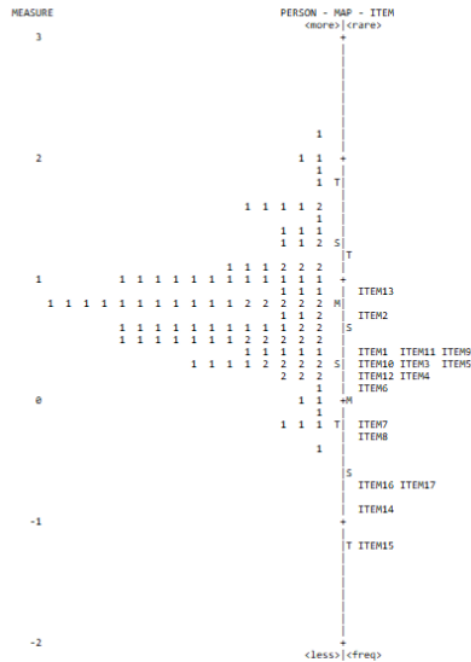 MEASURE PERSON - MAP - ITEM
<more>|<rare>
3 +
1
2 1 1 +
1
1 T|
1 1 1 1 2
1
1 1 1
1 1 2 S|
|T
1 1 1 2 2 2
1 1 1 1 1 1 1 1 1 1 1 1 +
1 1 1 | ITEM13
1 1 1 1 1 1 1 1 1 1 1 2 2 2 2 2 M|
1 1 2 | ITEM2
1 1 1 1 1 1 1 1 1 2 2 |S
1 1 1 1 1 1 2 2 2 2 2
1 1 1 1 1 | ITEM1 ITEM11 ITEM9
1 1 1 1 2 2 2 S| ITEM10 ITEM3 ITEM5
2 2 2 | ITEM12 ITEM4
1 | ITEM6
0 1 1 +M
1
1 1 1 T| ITEM7
| ITEM8
1
|S
| ITEM16 ITEM17
| ITEM14
-1 +
|T ITEM15
-2 +
<less>|<freq>